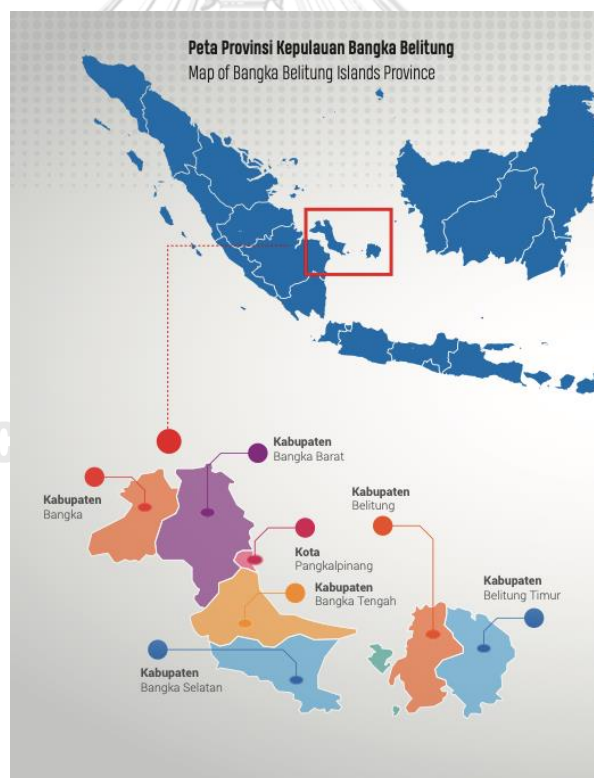 Peta Provinsi Kepulauan Bangka Belitung
Map of Bangka Belitung Islands Province
Kabupaten
Bangka Barat
Kabupaten
Bangka
Kabupaten
Belitung
Kota
Pangkalpinang
Kabupaten
Bangka Tengah
Kabupaten
Belitung Timur
Kabupaten
Bangka Selatan